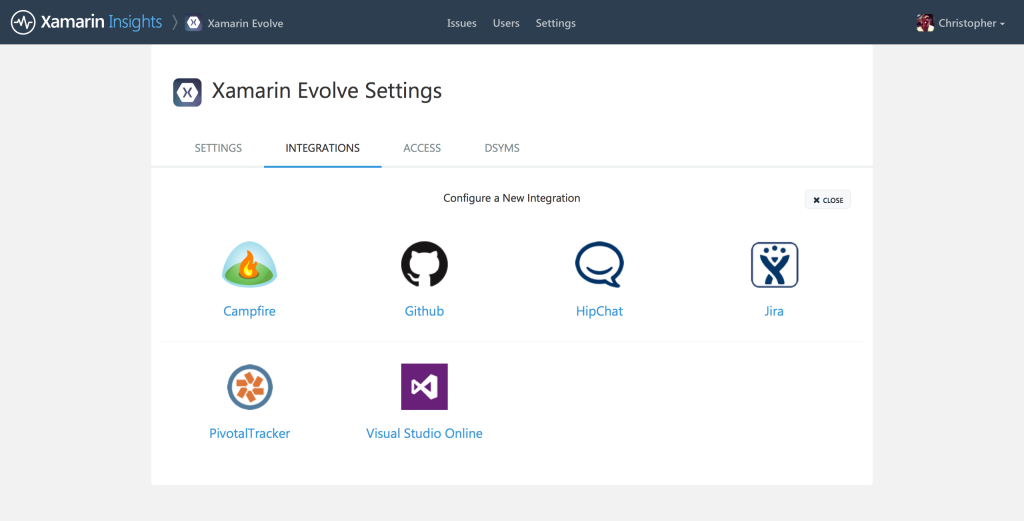 Xamarin Insights Xamarin Evolve Issues Users Settings Christopher
Xamarin Evolve Settings
SETTINGS INTEGRATIONS ACCESS DSYMS
Configure a New Integration ✖ CLOSE
Campfire Github HipChat Jira
PivotalTracker Visual Studio Online